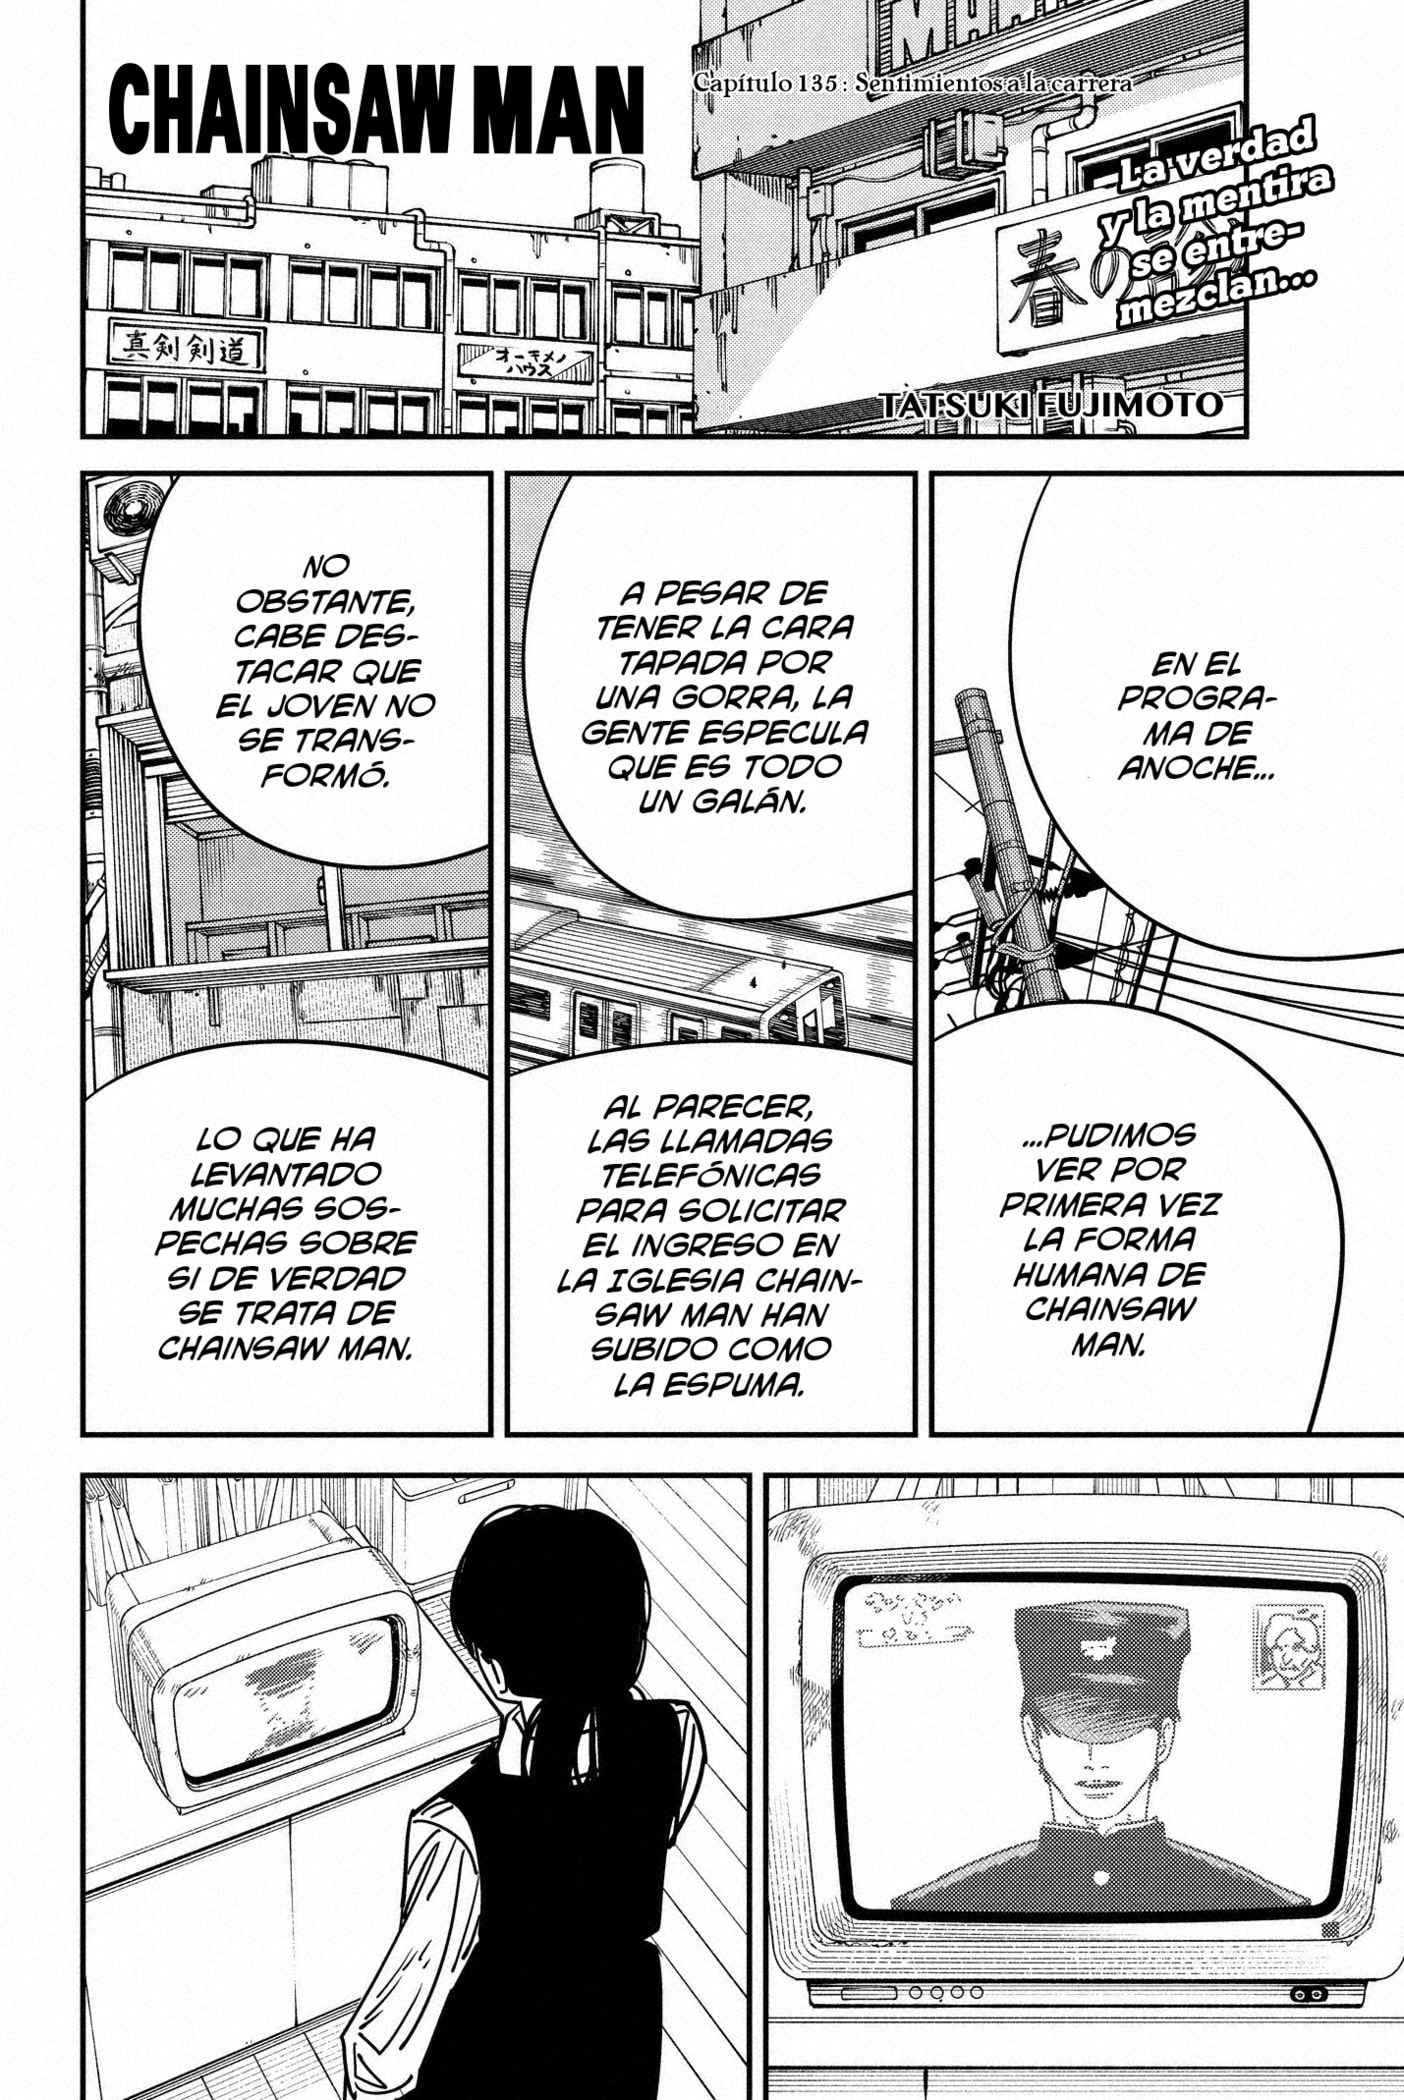 CHAINSAW MAN
Capítulo 135: Sentimientos a la carrera
La verdad
y la mentira
se entre-
mezclan...
真剣剣道
オーキメノ
ハウス
春の
TATSUKI FUJIMOTO
EN EL
PROGRA-
MA DE
ANOCHE...
...PUDIMOS
VER POR
PRIMERA VEZ
LA FORMA
HUMANA DE
CHAINSAW
MAN.
A PESAR DE
TENER LA CARA
TAPADA POR
UNA GORRA, LA
GENTE ESPECULA
QUE ES TODO
UN GALÁN.
4
AL PARECER,
LAS LLAMADAS
TELEFÓNICAS
PARA SOLICITAR
EL INGRESO EN
LA IGLESIA CHAIN-
SAW MAN HAN
SUBIDO COMO
LA ESPUMA.
NO
OBSTANTE,
CABE DES-
TACAR QUE
EL JOVEN NO
SE TRANS-
FORMÓ.
LO QUE HA
LEVANTADO
MUCHAS SOS-
PECHAS SOBRE
SI DE VERDAD
SE TRATA DE
CHAINSAW MAN.